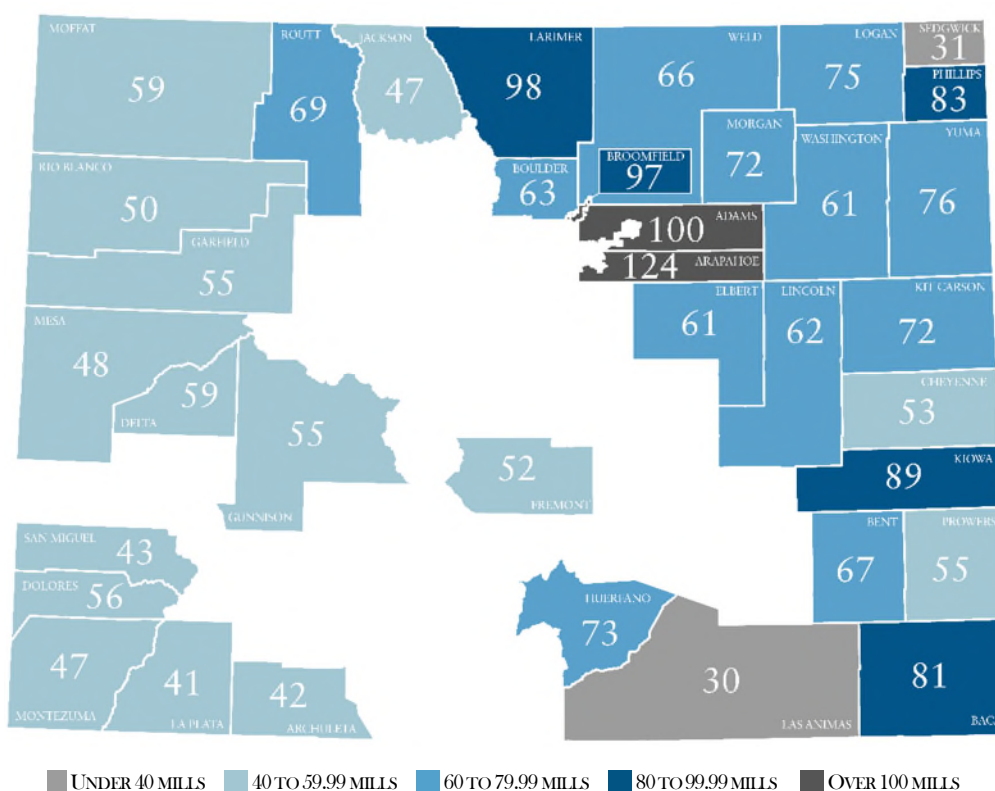 MOFFAT
59
ROUTT
69
JACKSON
47
LARIMER
98
WELD
66
LOGAN
75
SEDGWICK
31
PHILLIPS
83
RIO BLANCO
50
BOULDER
63
BROOMFIELD
97
MORGAN
72
WASHINGTON
61
YUMA
76
GARFIELD
55
ADAMS
100
ARAPAHOE
124
MESA
48
DELTA
59
GUNNISON
55
ELBERT
61
LINCOLN
62
KIT CARSON
72
CHEYENNE
53
FREMONT
52
KIOWA
89
SAN MIGUEL
43
DOLORES
56
BENT
67
PROWERS
55
HUERFANO
73
MONTEZUMA
47
LA PLATA
41
ARCHULETA
42
LAS ANIMAS
30
BAC
81
UNDER 40 MILLS
40 TO 59.99 MILLS
60 TO 79.99 MILLS
80 TO 99.99 MILLS
OVER 100 MILLS